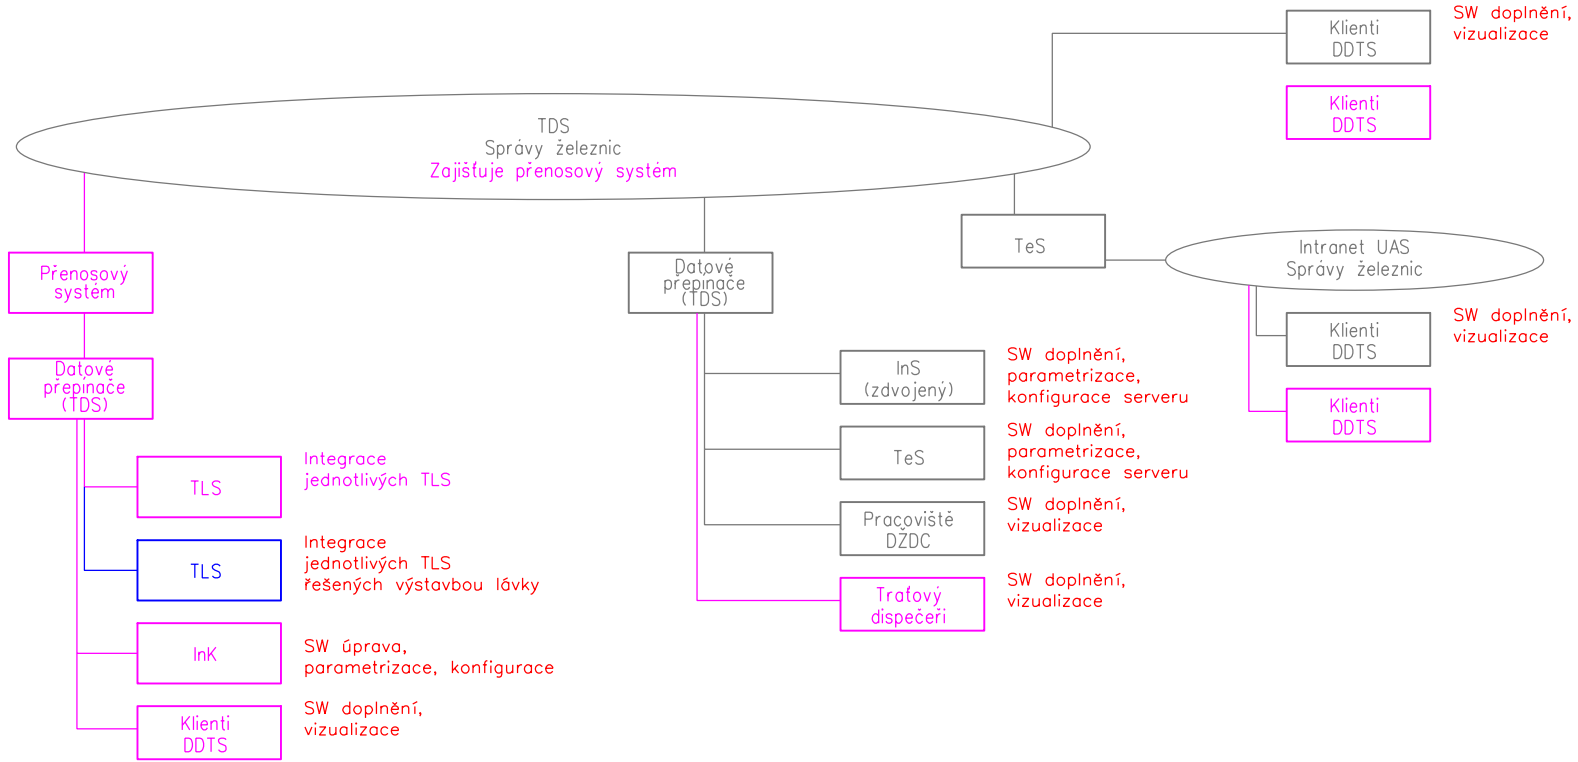 Klienti
DDTS
SW doplnění,
vizualizace
Klienti
DDTS
TDS
Správy železnic
Zajišťuje přenosový systém
TeS
Intranet UAS
Správy železnic
Přenosový
systém
Datové
přepínače
(TDS)
Klienti
DDTS
SW doplnění,
vizualizace
Datové
přepínače
(TDS)
InS
(zdvojený)
SW doplnění,
parametrizace,
konfigurace serveru
Klienti
DDTS
TeS
SW doplnění,
parametrizace,
konfigurace serveru
TLS
Integrace
jednotlivých TLS
Pracoviště
DŽDC
SW doplnění,
vizualizace
TLS
Integrace
jednotlivých TLS
řešených výstavbou lávky
Traťový
dispečeři
SW doplnění,
vizualizace
InK
SW úprava,
parametrizace, konfigurace
Klienti
DDTS
SW doplnění,
vizualizace